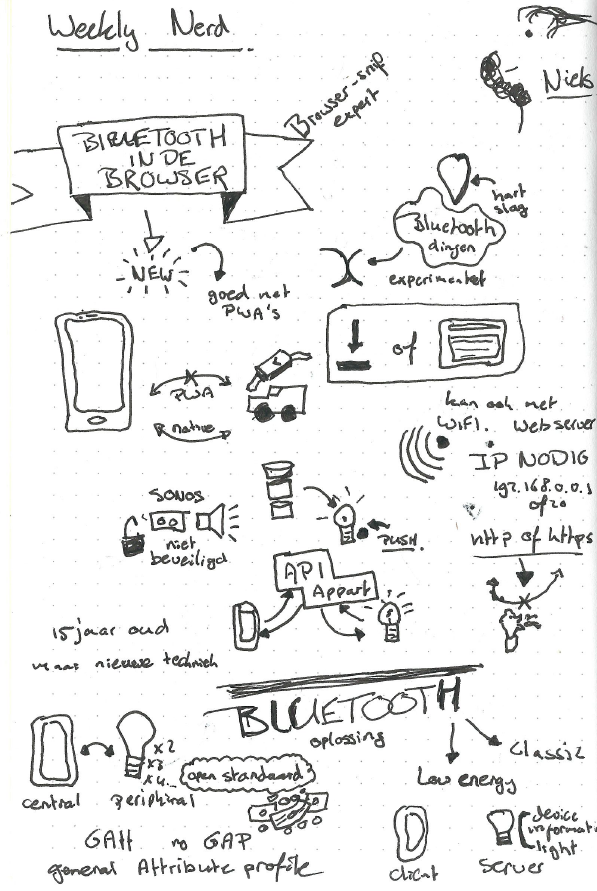 Weekly Nerd
Niels
Browser-snip
expert
BLUETOOTH
IN DE
BROWSER
hart
slag
Bluetooth
dingen
NEW
experimenteel
goed met
PWA's
of
PWA
native
kan ook met
WIFI. Webserver
IP NODIG
192.168.0.0.1
of 20
SONOS
niet
beveiligd
PUSH.
http of https
API
Appart
15 jaar oud
maar nieuwe techniek
BLUETOOTH
oplossing
Classic
Low energy
x2
x3
x4...
open standaard
central
peripheral
GATT GAP
general Attribute profile
client
server
device
information
light